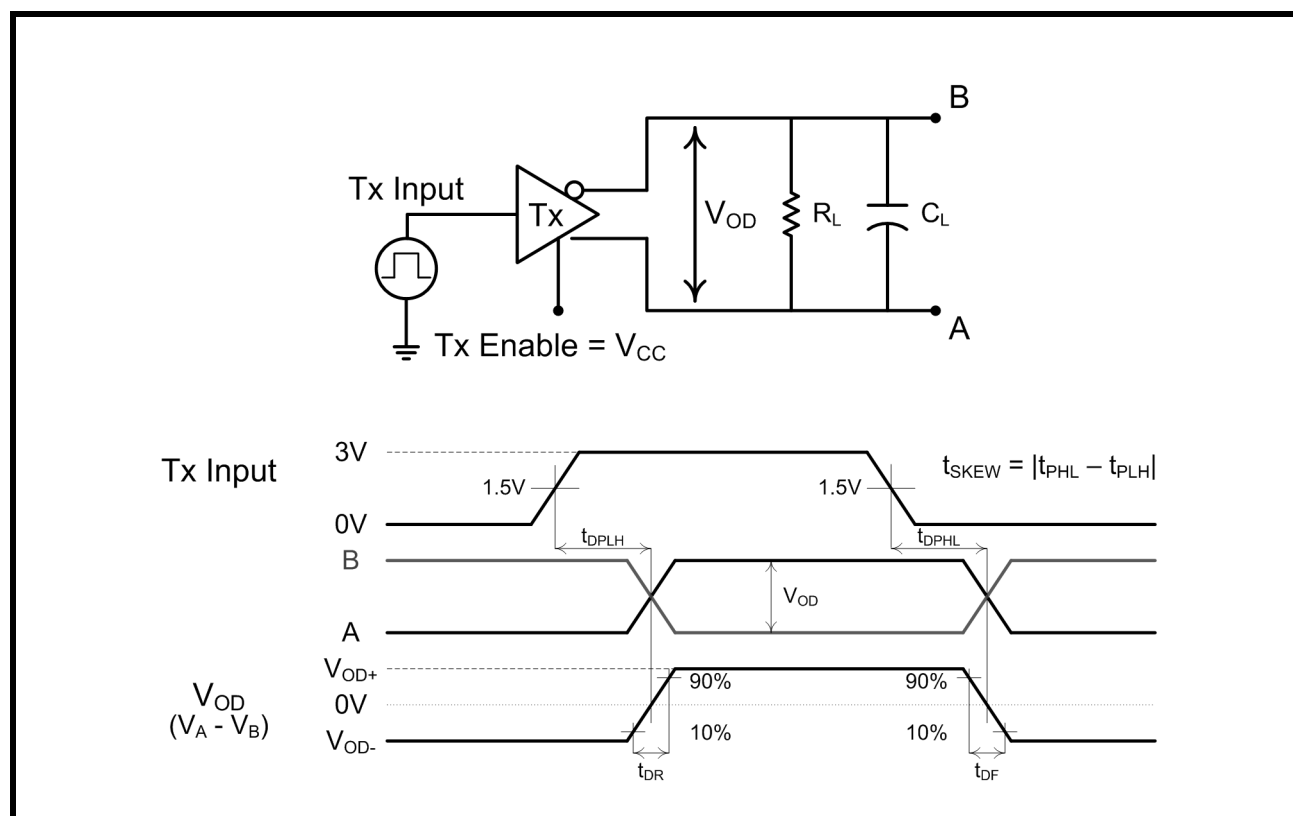 B
Tx Input
Tx
V_OD
R_L
C_L
A
Tx Enable = V_CC
Tx Input
3V
1.5V
1.5V
t_SKEW = |t_PHL – t_PLH|
0V
t_DPLH
t_DPHL
B
V_OD
A
V_OD+
90%
90%
V_OD
(V_A - V_B)
0V
10%
10%
V_OD-
t_DR
t_DF